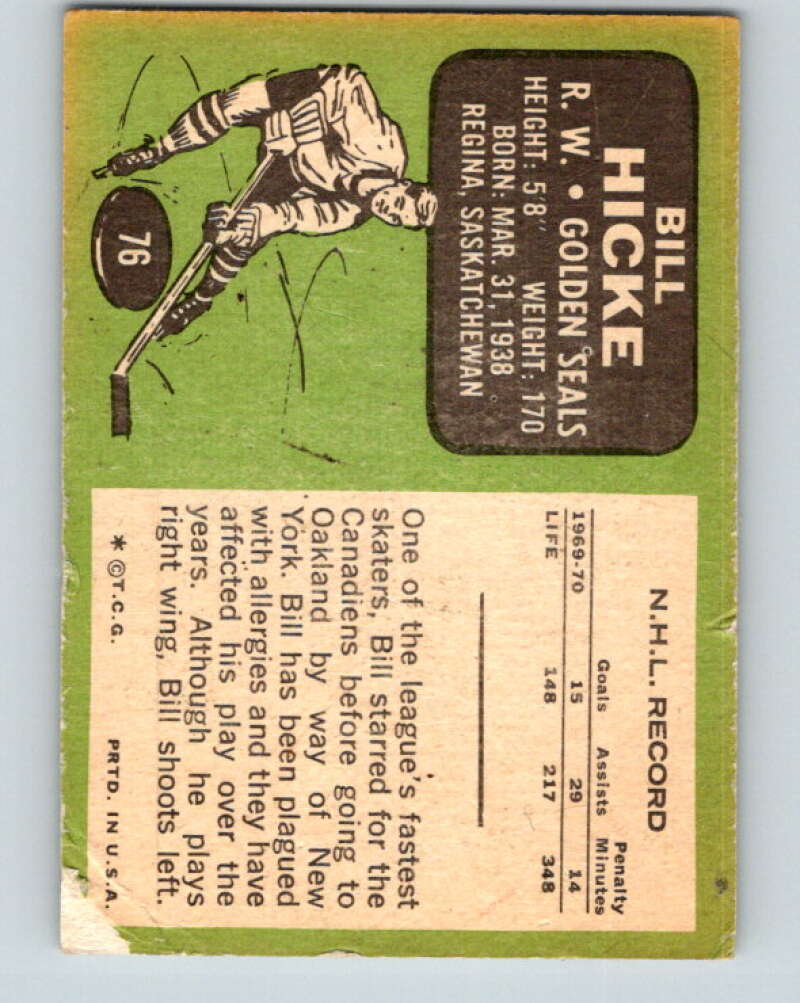 BILL
HICKE
R. W. • GOLDEN SEALS
HEIGHT: 5'8" WEIGHT: 170
BORN: MAR. 31, 1938
REGINA, SASKATCHEWAN
76
N.H.L. RECORD
Goals Assists Penalty Minutes
1969-70 15 29 14
LIFE 148 217 348
One of the league's fastest
skaters, Bill starred for the
Canadiens before going to
Oakland by way of New
York. Bill has been plagued
with allergies and they have
affected his play over the
years. Although he plays
right wing, Bill shoots left.
* ©T.C.G. PRTD. IN U.S.A.